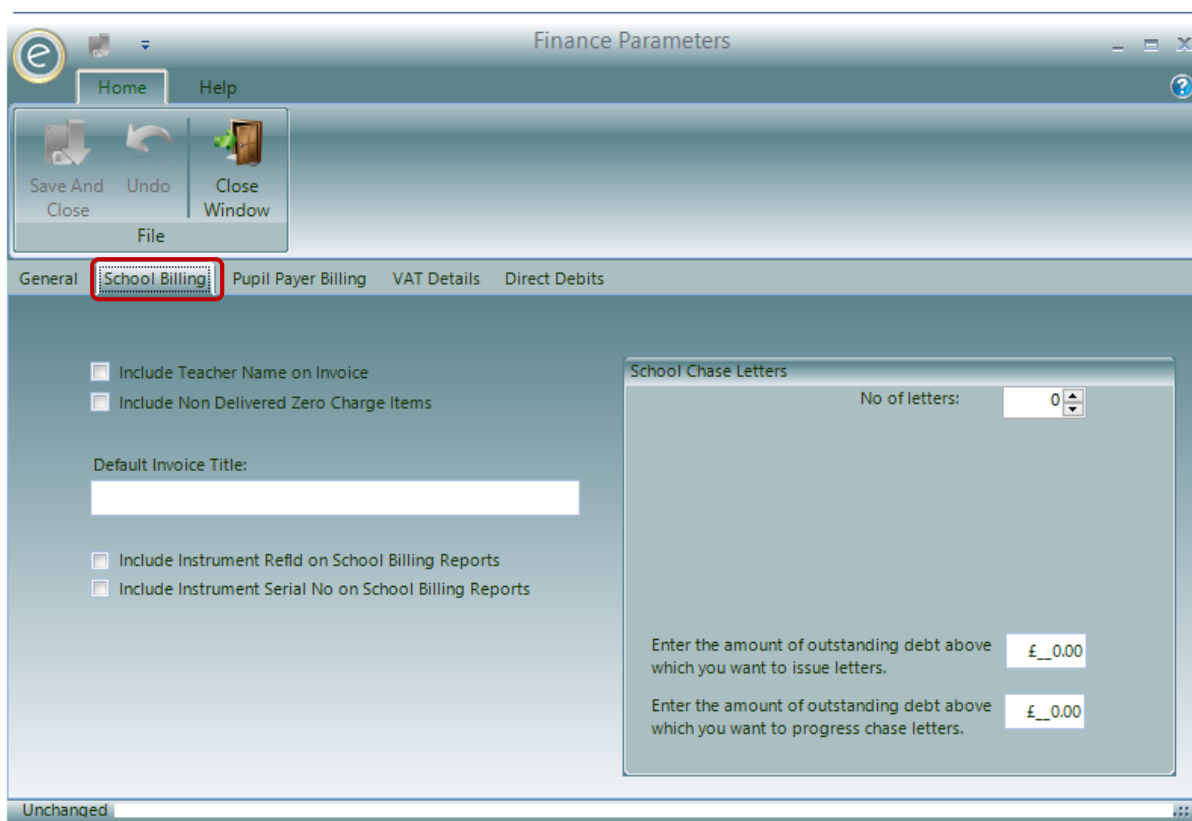 e
Finance Parameters
Home Help
Save And Close
Undo
Close Window
File
General School Billing Pupil Payer Billing VAT Details Direct Debits
Include Teacher Name on Invoice
Include Non Delivered Zero Charge Items
Default Invoice Title:
Include Instrument RefId on School Billing Reports
Include Instrument Serial No on School Billing Reports
School Chase Letters
No of letters: 0
Enter the amount of outstanding debt above £__0.00
which you want to issue letters.
Enter the amount of outstanding debt above £__0.00
which you want to progress chase letters.
Unchanged